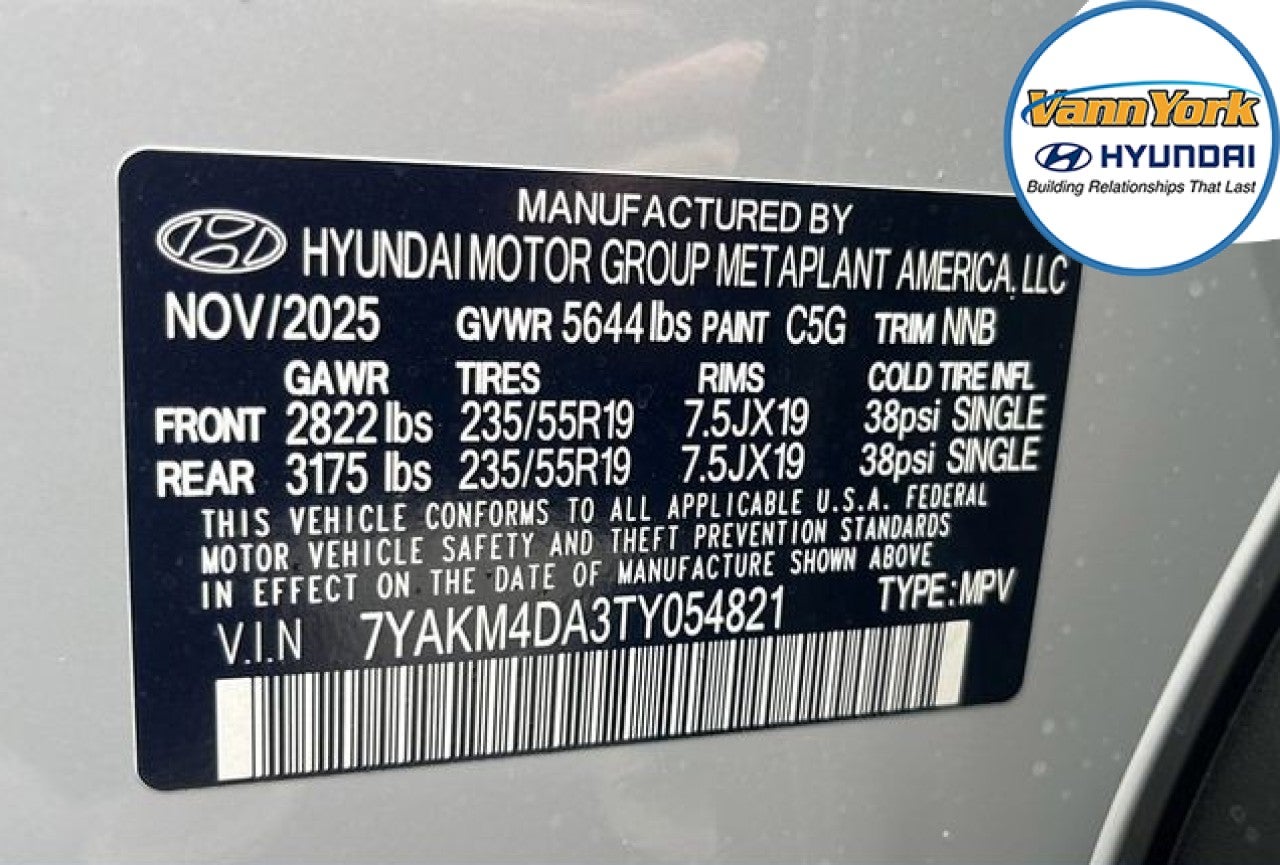 VannYork
HYUNDAI
Building Relationships That Last
MANUFACTURED BY
HYUNDAI MOTOR GROUP METAPLANT AMERICA, LLC
NOV/2025 GVWR 5644 lbs PAINT C5G TRIM NNB
GAWR TIRES RIMS COLD TIRE INFL
FRONT 2822 lbs 235/55R19 7.5JX19 38psi SINGLE
REAR 3175 lbs 235/55R19 7.5JX19 38psi SINGLE
THIS VEHICLE CONFORMS TO ALL APPLICABLE U.S.A. FEDERAL
MOTOR VEHICLE SAFETY AND THEFT PREVENTION STANDARDS
IN EFFECT ON THE DATE OF MANUFACTURE SHOWN ABOVE
V.I.N 7YAKM4DA3TY054821 TYPE: MPV